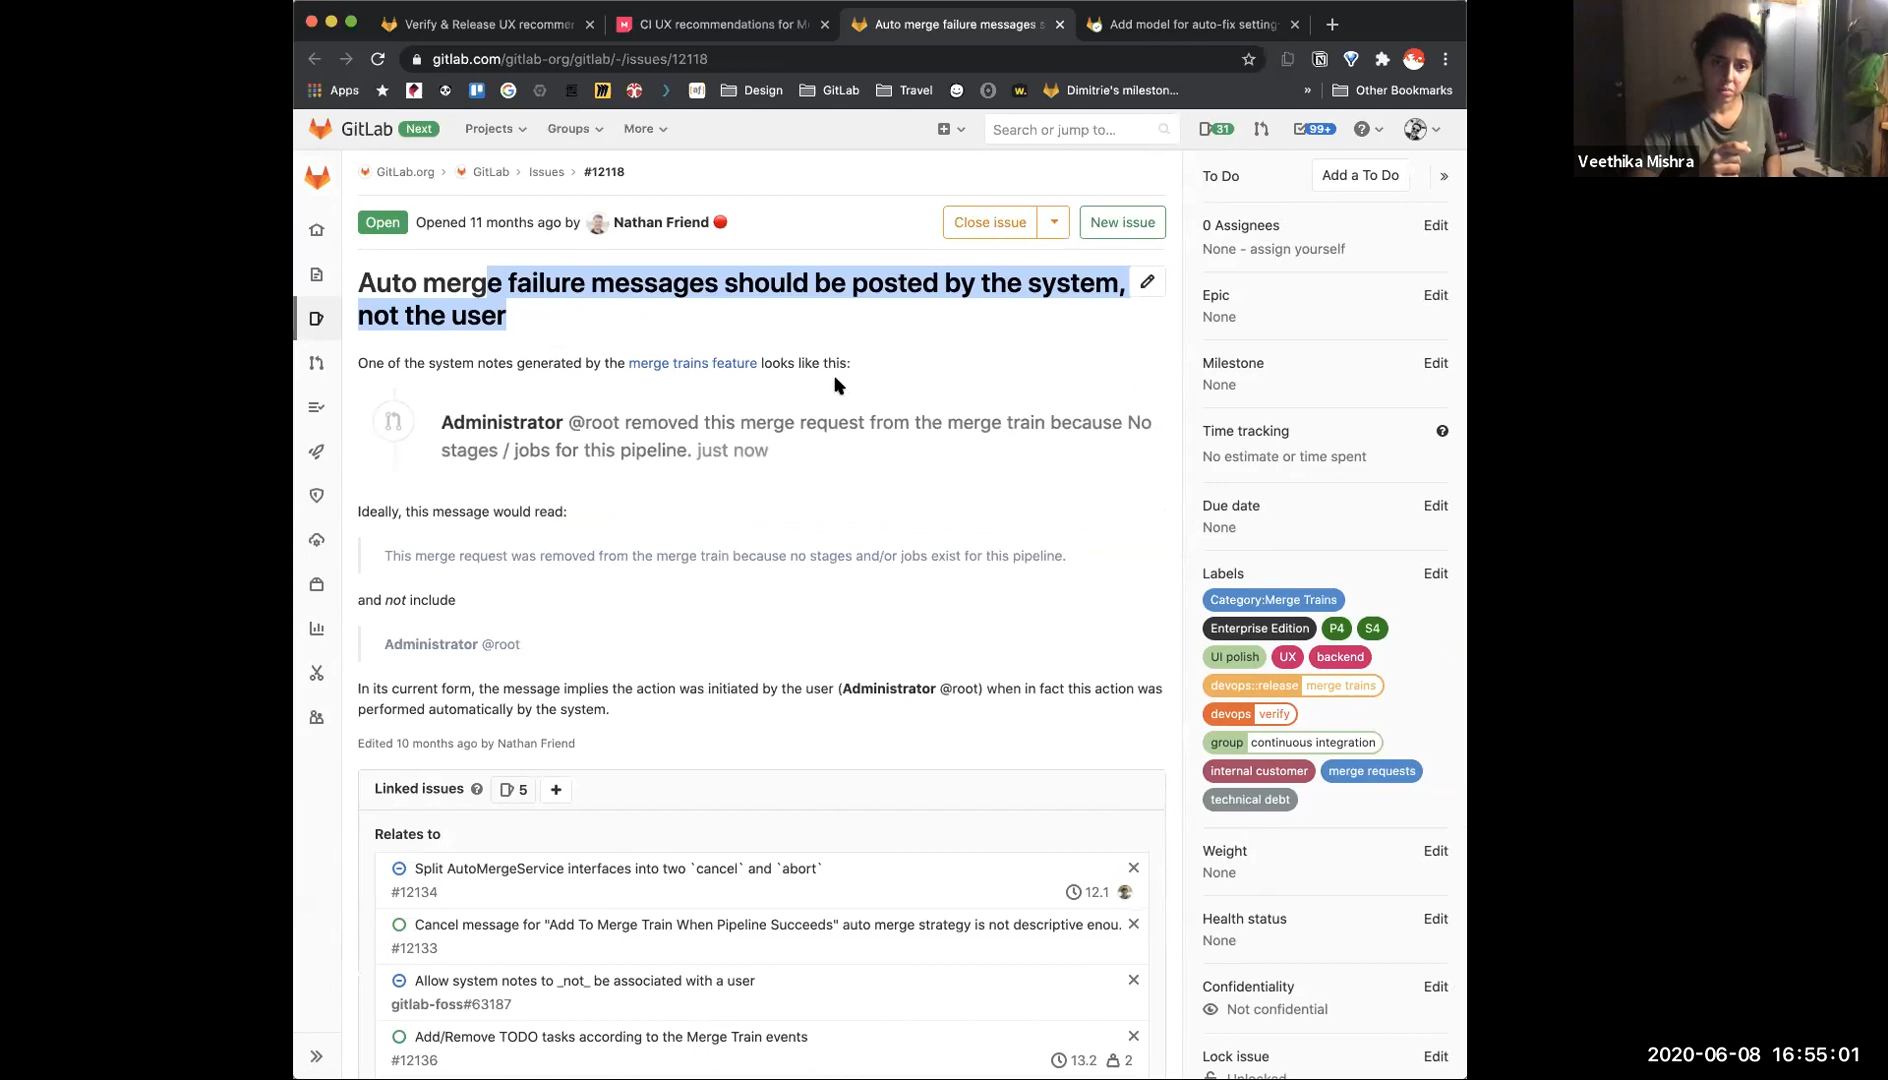 Verify & Release UX recommen
CI UX recommendations for M
Auto merge failure messages s
Add model for auto-fix setting
gitlab.com/gitlab-org/gitlab/-/issues/12118
Apps
Design
GitLab
Travel
Dimitrie's mileston...
Other Bookmarks
GitLab Next Projects Groups More
Search or jump to...
31
99+
GitLab.org › GitLab › Issues › #12118
Open Opened 11 months ago by Nathan Friend
Close issue
New issue
Auto merge failure messages should be posted by the system,
not the user
One of the system notes generated by the merge trains feature looks like this:
Administrator @root removed this merge request from the merge train because No
stages / jobs for this pipeline. just now
Ideally, this message would read:
This merge request was removed from the merge train because no stages and/or jobs exist for this pipeline.
and not include
Administrator @root
In its current form, the message implies the action was initiated by the user (Administrator @root) when in fact this action was
performed automatically by the system.
Edited 10 months ago by Nathan Friend
Linked issues 5
Relates to
Split AutoMergeService interfaces into two `cancel` and `abort`
#12134
12.1
Cancel message for "Add To Merge Train When Pipeline Succeeds" auto merge strategy is not descriptive enou.
#12133
Allow system notes to _not_ be associated with a user
gitlab-foss#63187
Add/Remove TODO tasks according to the Merge Train events
#12136
13.2 2
To Do
Add a To Do
0 Assignees Edit
None - assign yourself
Epic Edit
None
Milestone Edit
None
Time tracking
No estimate or time spent
Due date Edit
None
Labels Edit
Category:Merge Trains
Enterprise Edition P4 S4
UI polish UX backend
devops::release merge trains
devops verify
group continuous integration
internal customer merge requests
technical debt
Weight Edit
None
Health status Edit
None
Confidentiality Edit
Not confidential
Lock issue Edit
Unlocked
Veethika Mishra
2020-06-08 16:55:01